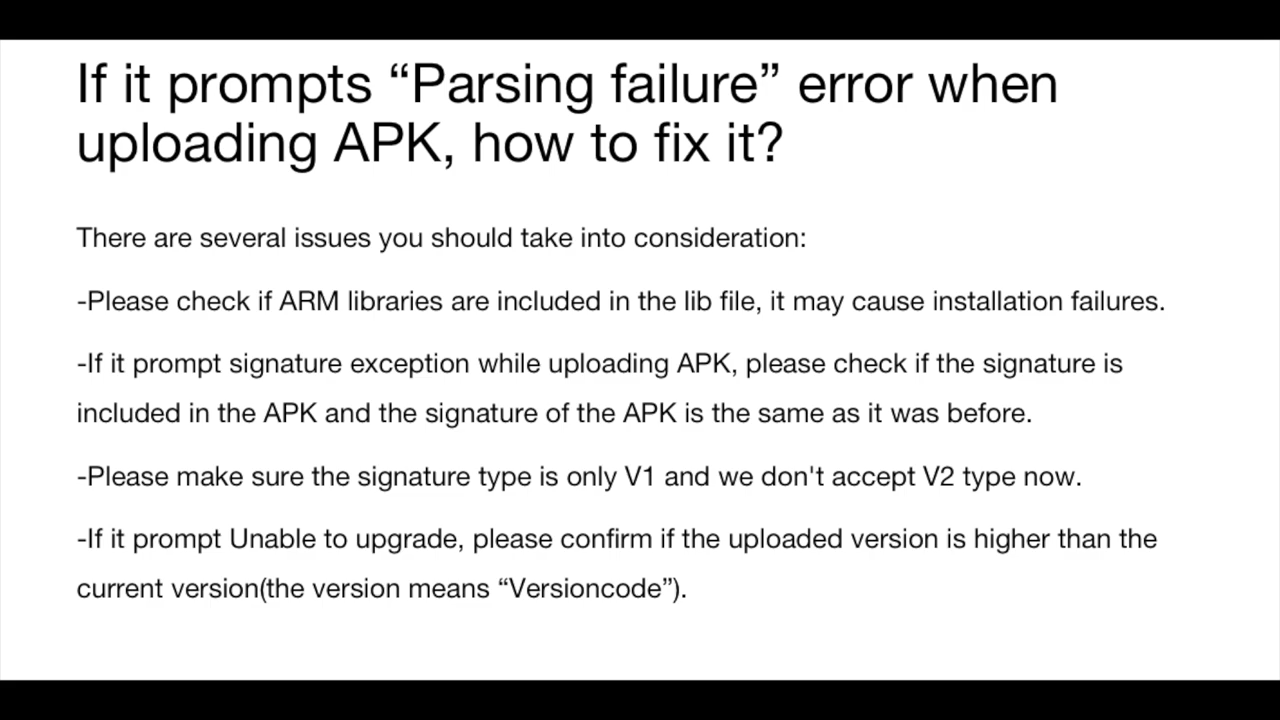 If it prompts “Parsing failure” error when
uploading APK, how to fix it?
There are several issues you should take into consideration:
-Please check if ARM libraries are included in the lib file, it may cause installation failures.
-If it prompt signature exception while uploading APK, please check if the signature is
included in the APK and the signature of the APK is the same as it was before.
-Please make sure the signature type is only V1 and we don't accept V2 type now.
-If it prompt Unable to upgrade, please confirm if the uploaded version is higher than the
current version(the version means “Versioncode”).